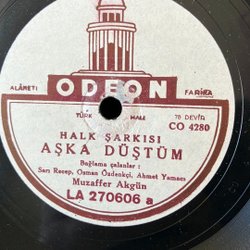 ALÂMETİ FARİKA
ODEON
TÜRK MALI 78 DEVİR
CO 4280
HALK ŞARKISI
AŞKA DÜŞTÜM
Bağlama çalanlar :
Sarı Recep, Osman Özdenkçi, Ahmet Yamacı
Muzaffer Akgün
LA 270606 a